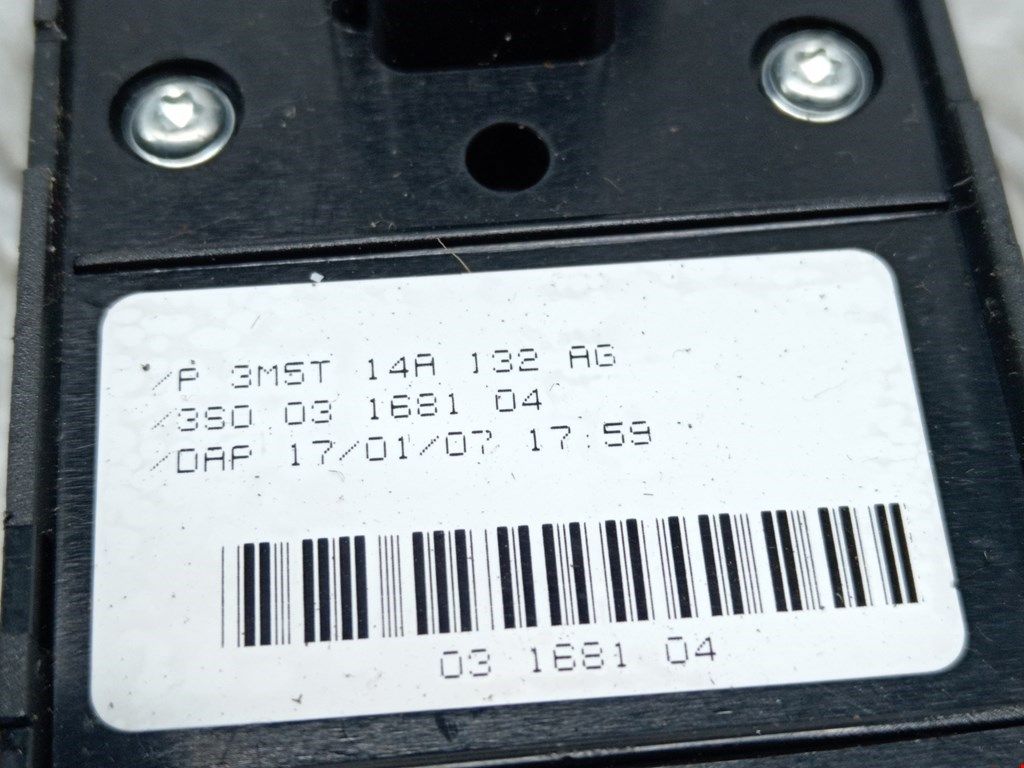 /P 3M5T 14A 132 AG
/3S0 03 1681 04
/DAP 17/01/07 17:59
03 1681 04